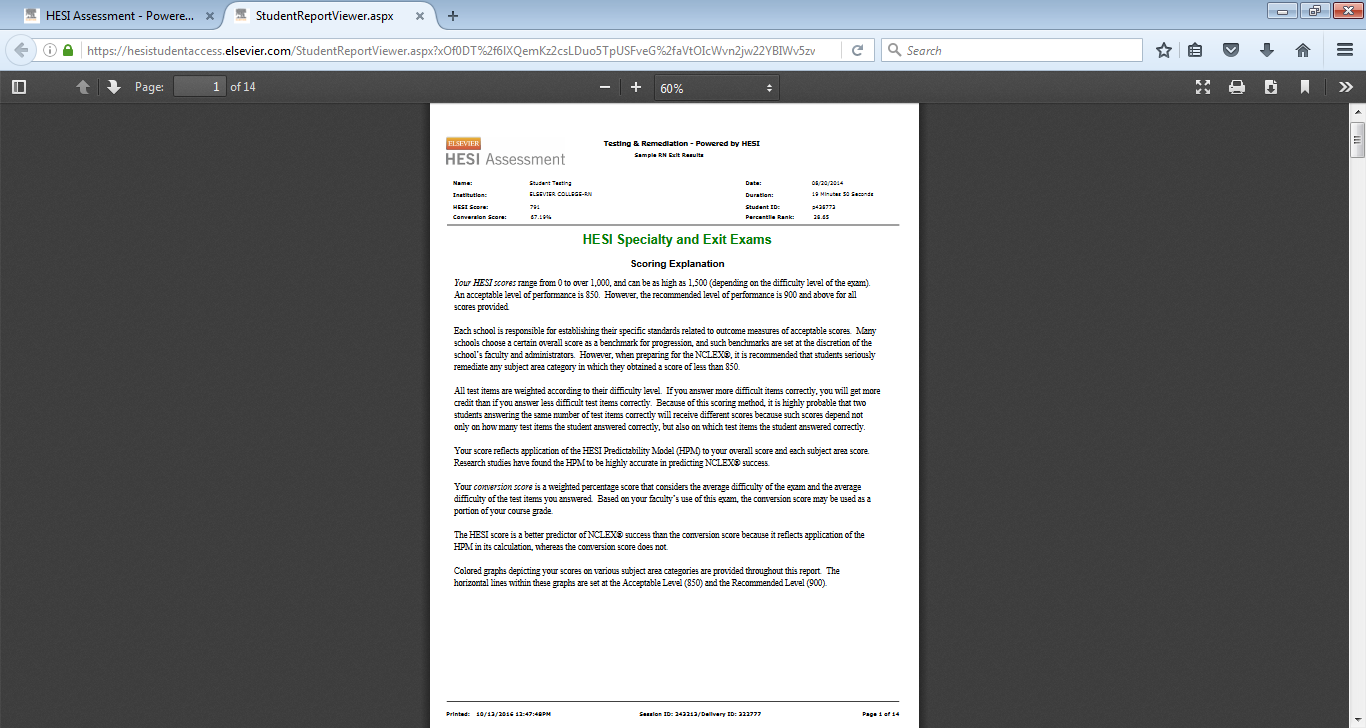 HESI Assessment - Powere...
StudentReportViewer.aspx
https://hesistudentaccess.elsevier.com/StudentReportViewer.aspx?
Search
Page: 1 of 14
60%
ELSEVIER
HESI Assessment
Testing & Remediation - Powered by HESI
Sample RN Exit Results
Name: Student Testing Date: 08/20/2014
Institution: ELSEVIER COLLEGE-RN Duration: 19 Minutes 50 Seconds
HESI Score: 791 Student ID: p435773
Conversion Score: 67.19% Percentile Rank:
HESI Specialty and Exit Exams
Scoring Explanation
Your HESI scores range from 0 to over 1,000, and can be as high as 1,500 (depending on the difficulty level of the exam).
An acceptable level of performance is 850. However, the recommended level of performance is 900 and above for all
scores provided.
Each school is responsible for establishing their specific standards related to outcome measures of acceptable scores. Many
schools choose a certain overall score as a benchmark for progression, and such benchmarks are set at the discretion of the
school's faculty and administrators. However, when preparing for the NCLEX®, it is recommended that students seriously
remediate any subject area category in which they obtained a score of less than 850.
All test items are weighted according to their difficulty level. If you answer more difficult items correctly, you will get more
credit than if you answer less difficult test items correctly. Because of this scoring method, it is highly probable that two
students answering the same number of test items correctly will receive different scores because such scores depend not
only on how many test items the student answered correctly, but also on which test items the student answered correctly.
Your score reflects application of the HESI Predictability Model (HPM) to your overall score and each subject area score.
Research studies have found the HPM to be highly accurate in predicting NCLEX® success.
Your conversion score is a weighted percentage score that considers the average difficulty of the exam and the average
difficulty of the test items you answered. Based on your faculty's use of this exam, the conversion score may be used as a
portion of your course grade.
The HESI score is a better predictor of NCLEX® success than the conversion score because it reflects application of the
HPM in its calculation, whereas the conversion score does not.
Colored graphs depicting your scores on various subject area categories are provided throughout this report. The
horizontal lines within these graphs are set at the Acceptable Level (850) and the Recommended Level (900).
Printed: 10/13/2016 13:47:48PM Session ID: Delivery ID: Page 1 of 14